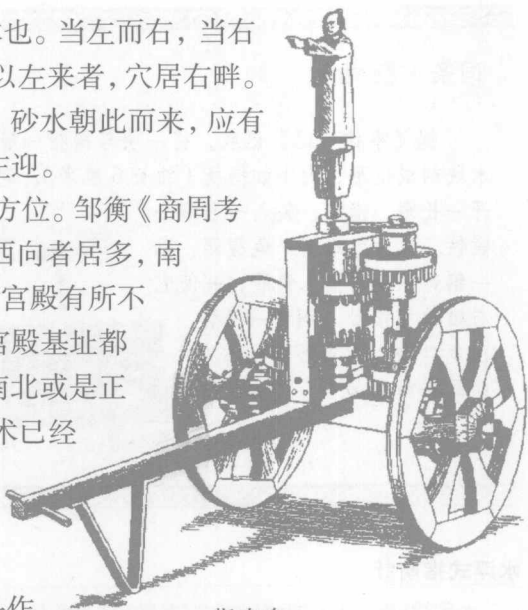 也。当左而右，当右
以左来者，穴居右畔。
砂水朝此而来，应有
迎。
方位。邹衡《商周考
西向者居多，南
宫殿有所不
宫殿基址都
南北或是正
术已经